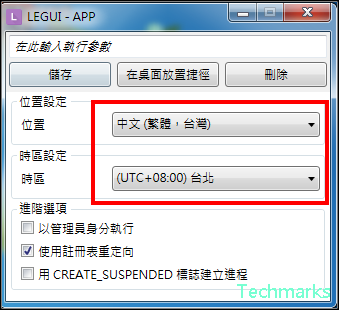 L LEGUI - APP
在此輸入執行參數
儲存 在桌面放置捷徑 刪除
位置設定
位置 中文 (繁體，台灣)
時區設定
時區 (UTC+08:00) 台北
進階選項
以管理員身分執行
使用註冊表重定向
用 CREATE_SUSPENDED 標誌建立進程
Techmarks